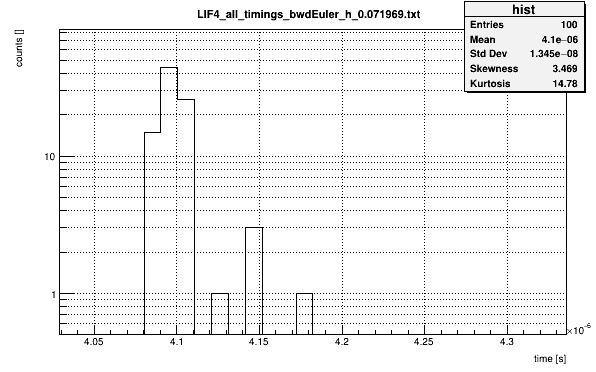 LIF4_all_timings_bwdEuler_h_0.071969.txt
hist
Entries 100
Mean 4.1e−06
Std Dev 1.345e−08
Skewness 3.469
Kurtosis 14.78
counts []
10
1
4.05 4.1 4.15 4.2 4.25 4.3 ×10⁻⁶
time [s]